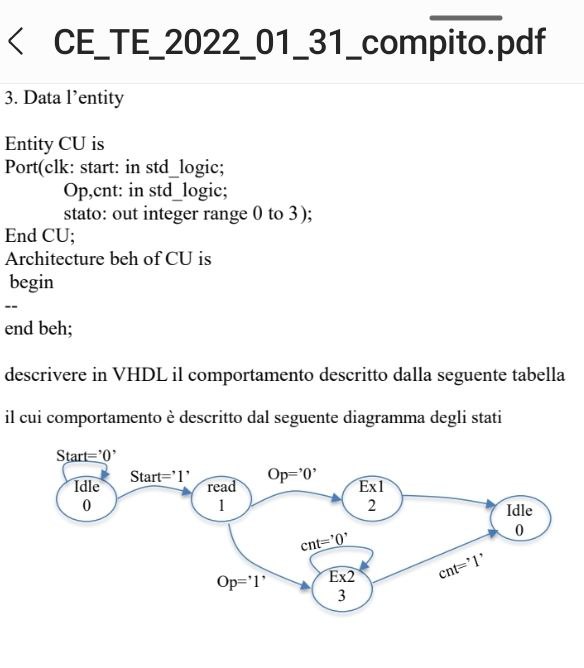 < CE_TE_2022_01_31_compito.pdf
3. Data l'entity
Entity CU is
Port(clk: start: in std_logic;
Op,cnt: in std_logic;
stato: out integer range 0 to 3);
End CU;
Architecture beh of CU is
begin
--
end beh;
descrivere in VHDL il comportamento descritto dalla seguente tabella
il cui comportamento è descritto dal seguente diagramma degli stati
Start='0'
Idle
0
Start='1'
read
1
Op='0'
Ex1
2
Idle
0
Op='1'
cnt='0'
Ex2
3
cnt='1'